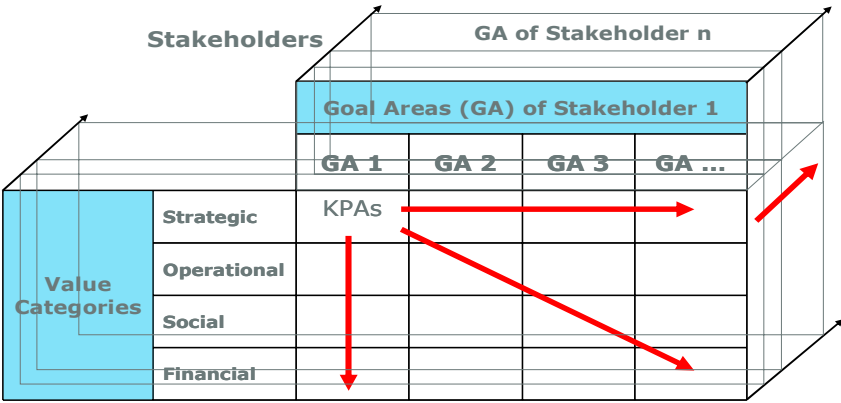 Stakeholders
GA of Stakeholder n
Goal Areas (GA) of Stakeholder 1
GA 1
GA 2
GA 3
GA ...
Value
Categories
Strategic
KPAs
Operational
Social
Financial